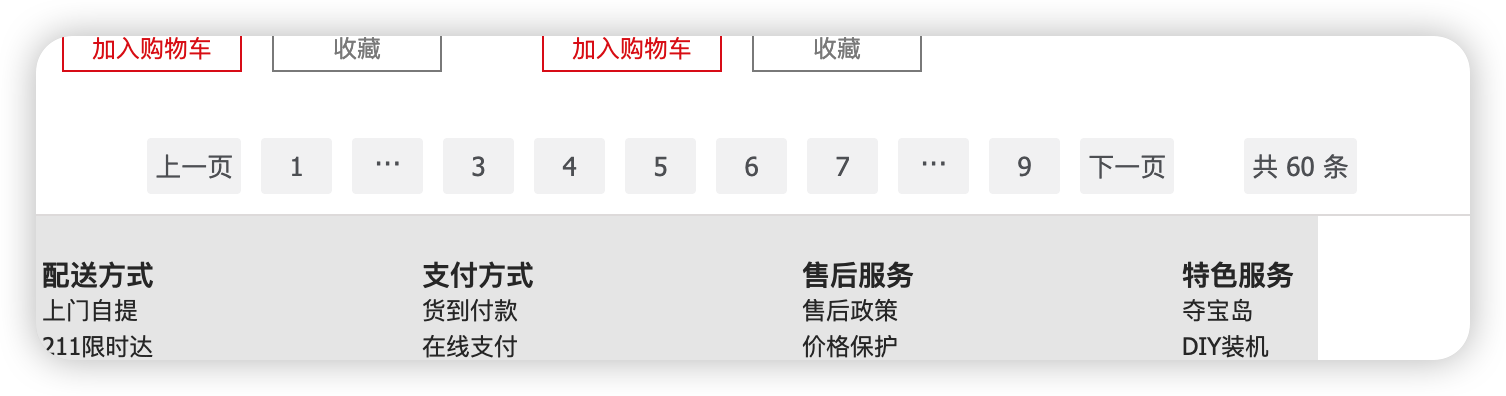 加入购物车 收藏 加入购物车 收藏
上一页 1 ··· 3 4 5 6 7 ··· 9 下一页 共 60 条
配送方式 支付方式 售后服务 特色服务
上门自提 货到付款 售后政策 夺宝岛
211限时达 在线支付 价格保护 DIY装机